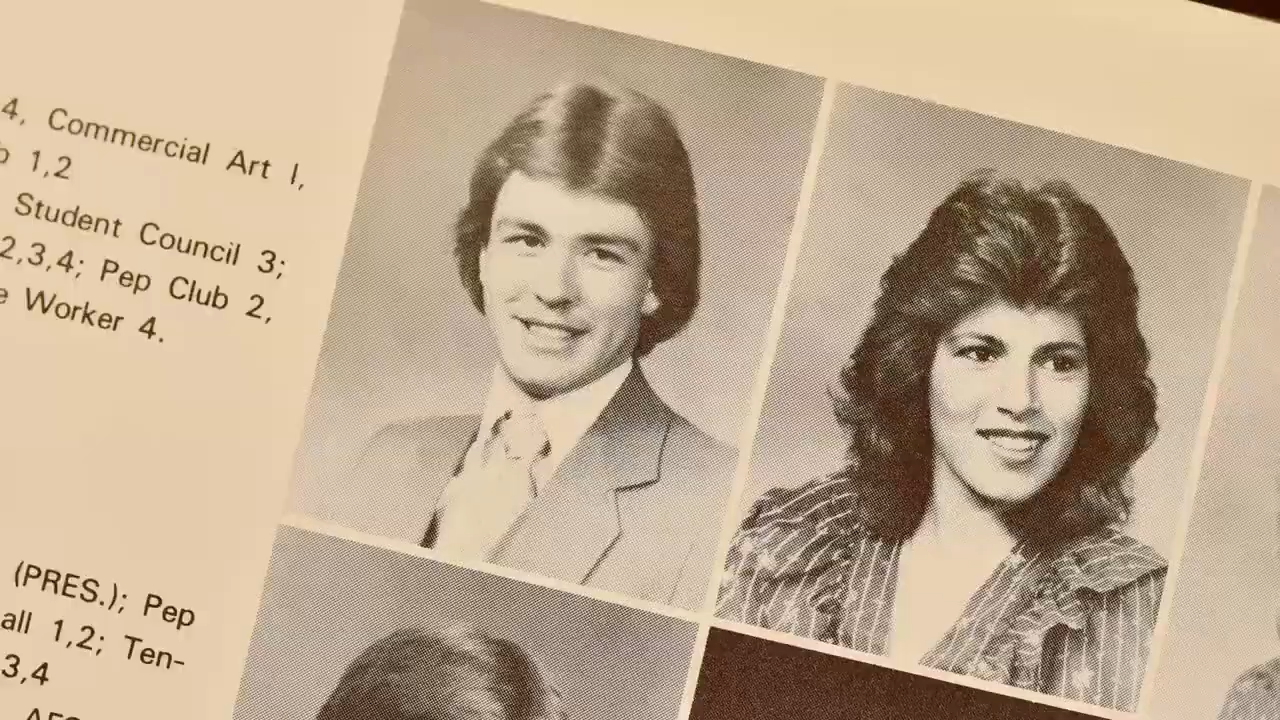 4, Commercial Art I,
1,2
Student Council 3;
2,3,4; Pep Club 2,
Worker 4.
(PRES.); Pep
all 1,2; Ten-
3,4